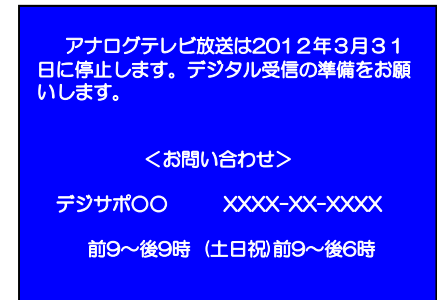 アナログテレビ放送は2012年3月31
日に停止します。デジタル受信の準備をお願
いします。
＜お問い合わせ＞
デジサポ〇〇 XXXX-XX-XXXX
前9～後9時 (土日祝)前9～後6時